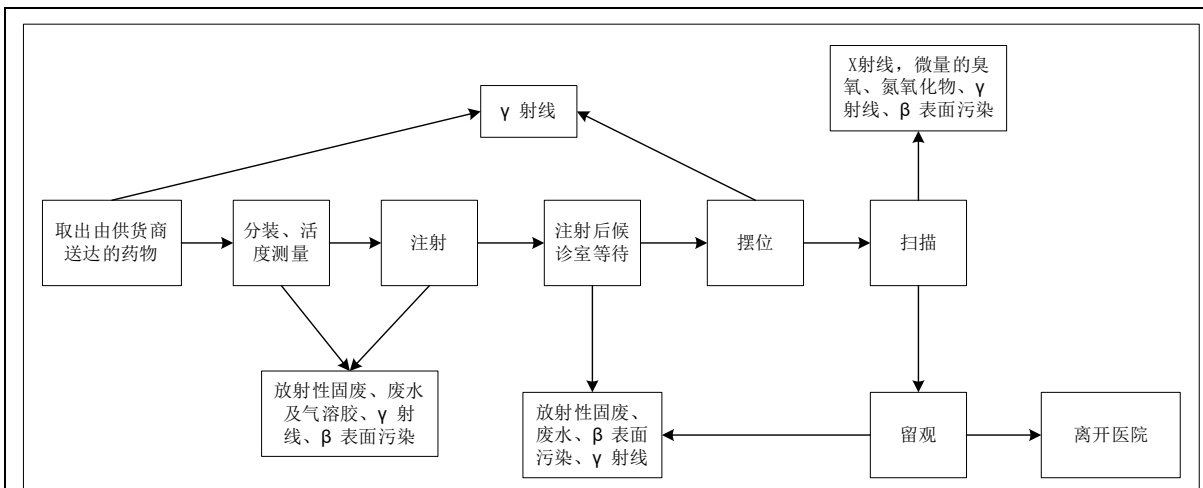 X射线，微量的臭
氧、氮氧化物、γ
射线、β 表面污染
γ 射线
取出由供货商
送达的药物
分装、活
度测量
注射
注射后候
诊室等待
摆位
扫描
放射性固废、废水
及气溶胶、γ 射
线、β 表面污染
放射性固废、
废水、β 表面
污染、γ 射线
留观
离开医院